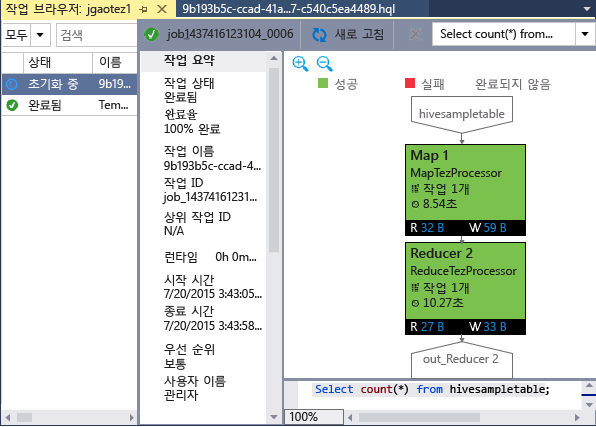 작업 브라우저: jgaotez1
9b193b5c-ccad-41a...7-c540c5ea4489.hql
모두
검색
job1437416123104_0006
새로 고침
Select count(*) from...
상태
이름
초기화 중
9b19...
완료됨
Tem...
작업 요약
작업 상태
완료됨
완료율
100% 완료
작업 이름
9b193b5c-ccad-4...
작업 ID
job_14374161231...
상위 작업 ID
N/A
런타임
0h 0m...
시작 시간
7/20/2015 3:43:05...
종료 시간
7/20/2015 3:43:58...
우선 순위
보통
사용자 이름
관리자
성공
실패
완료되지 않음
hivesampletable
Map 1
MapTezProcessor
작업 1개
8.54초
R 32 B
W 59 B
Reducer 2
ReduceTezProcessor
작업 1개
10.27초
R 27 B
W 33 B
out_Reducer 2
Select count(*) from hivesampletable;
100%